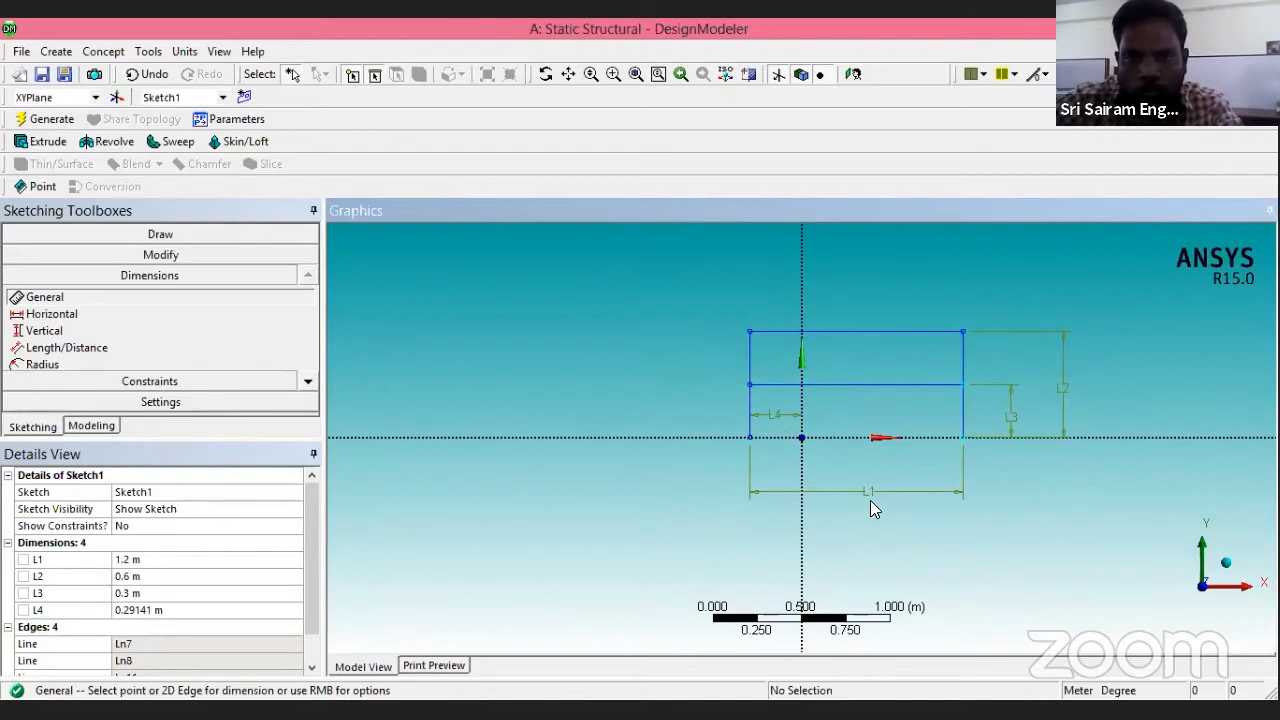 A: Static Structural - DesignModeler
File Create Concept Tools Units View Help
Undo Redo Select: ISO
XYPlane Sketch1
Generate Share Topology Parameters
Extrude Revolve Sweep Skin/Loft
Thin/Surface Blend Chamfer Slice
Point Conversion
Sri Sairam Eng...
Sketching Toolboxes
Draw
Modify
Dimensions
General
Horizontal
Vertical
Length/Distance
Radius
Constraints
Settings
Sketching Modeling
Details View
Details of Sketch1
Sketch Sketch1
Sketch Visibility Show Sketch
Show Constraints? No
Dimensions: 4
L1 1.2 m
L2 0.6 m
L3 0.3 m
L4 0.29141 m
Edges: 4
Line Ln7
Line Ln8
Graphics
ANSYS
R15.0
L2
L4
L3
L1
Y
X
Z
0.000 0.500 1.000 (m)
0.250 0.750
zoom
Model View Print Preview
General -- Select point or 2D Edge for dimension or use RMB for options
No Selection
Meter Degree 0 0